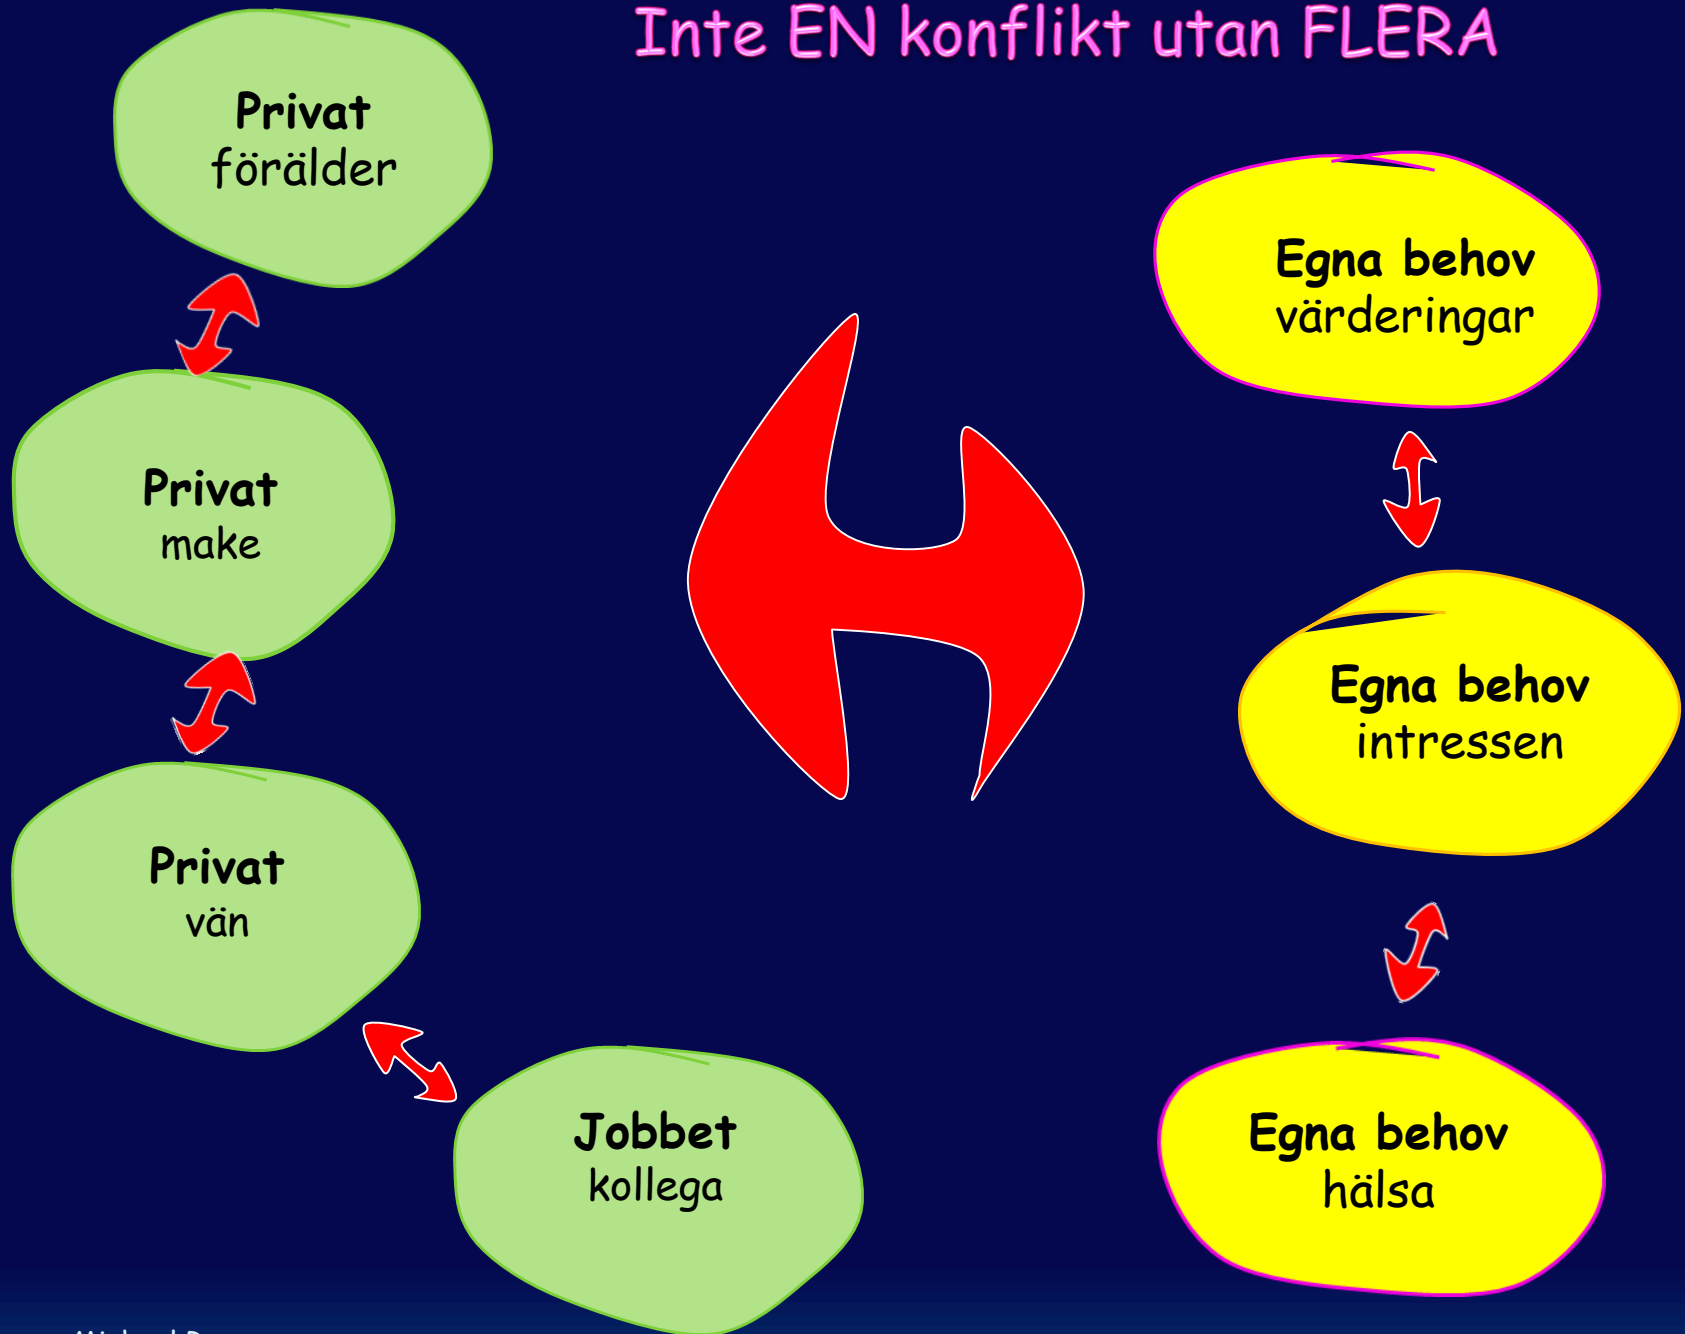 Inte EN konflikt utan FLERA
Privat
förälder
Egna behov
värderingar
Privat
make
Egna behov
intressen
Privat
vän
Jobbet
kollega
Egna behov
hälsa